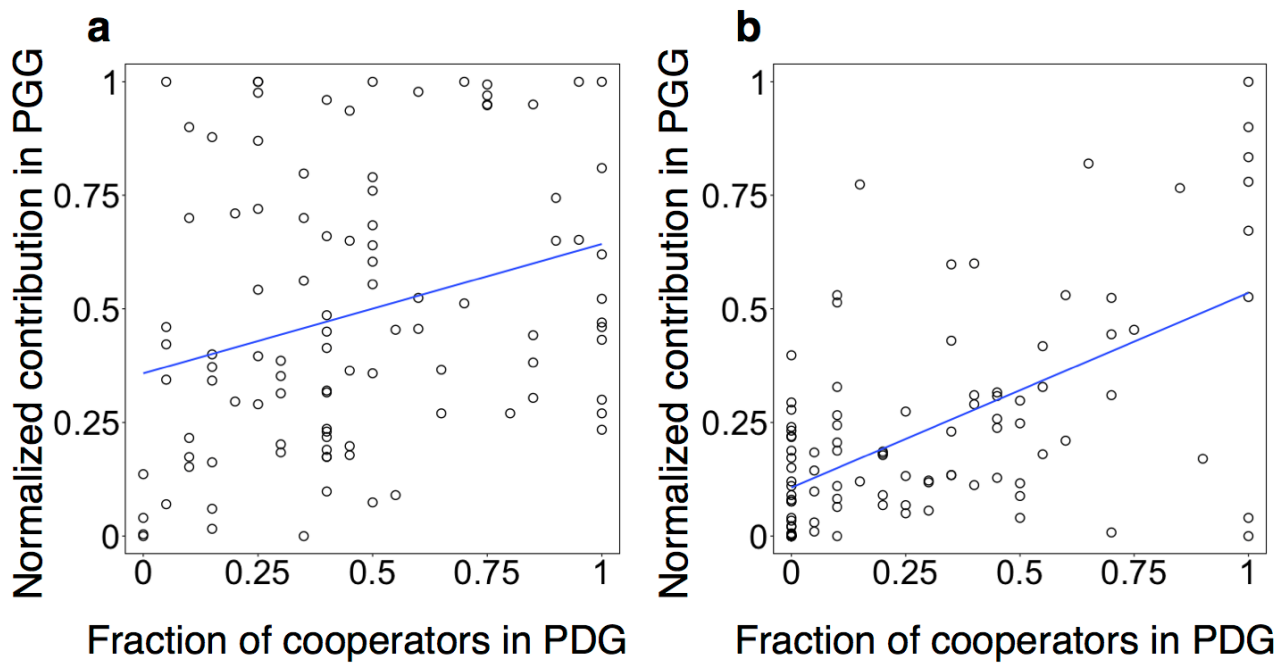 a
Normalized contribution in PGG
1
0.75
0.5
0.25
0
0 0.25 0.5 0.75 1
Fraction of cooperators in PDG
b
Normalized contribution in PGG
1
0.75
0.5
0.25
0
0 0.25 0.5 0.75 1
Fraction of cooperators in PDG